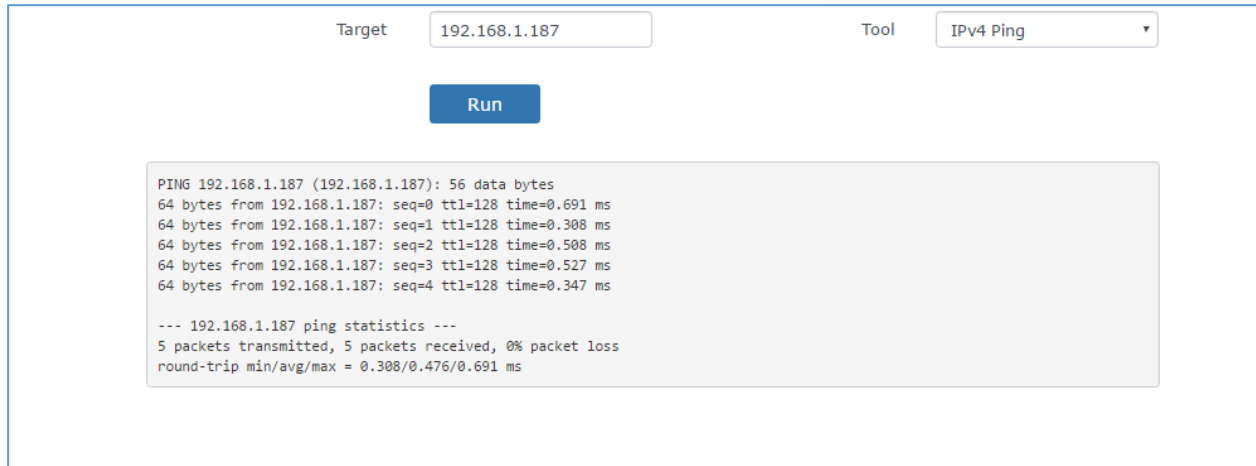 Target 192.168.1.187 Tool IPv4 Ping
Run
PING 192.168.1.187 (192.168.1.187): 56 data bytes
64 bytes from 192.168.1.187: seq=0 ttl=128 time=0.691 ms
64 bytes from 192.168.1.187: seq=1 ttl=128 time=0.308 ms
64 bytes from 192.168.1.187: seq=2 ttl=128 time=0.508 ms
64 bytes from 192.168.1.187: seq=3 ttl=128 time=0.527 ms
64 bytes from 192.168.1.187: seq=4 ttl=128 time=0.347 ms
--- 192.168.1.187 ping statistics ---
5 packets transmitted, 5 packets received, 0% packet loss
round-trip min/avg/max = 0.308/0.476/0.691 ms